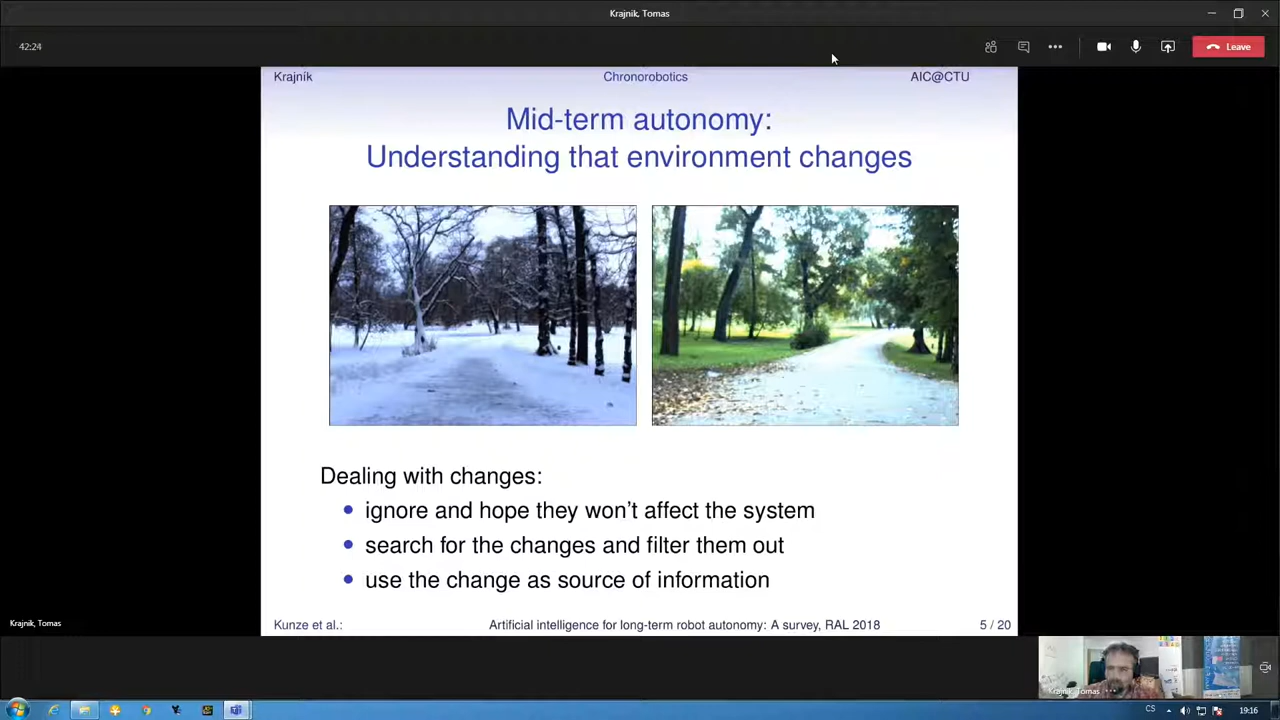 Krajnik, Tomas
42:24
Leave
Krajník
Chronorobotics
AIC@CTU
Mid-term autonomy:
Understanding that environment changes
Dealing with changes:
ignore and hope they won't affect the system
search for the changes and filter them out
use the change as source of information
Kunze et al.:
Artificial intelligence for long-term robot autonomy: A survey, RAL 2018
5 / 20
Krajnik, Tomas
Krajnik, Tomas
CS
19:16